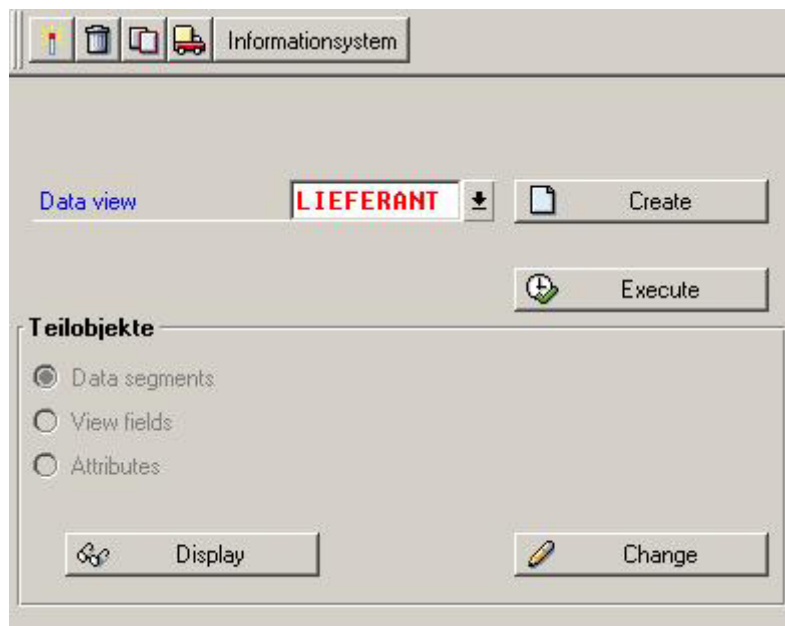 Informationsystem
Data view LIEFERANT Create
Execute
Teilobjekte
Data segments
View fields
Attributes
Display Change